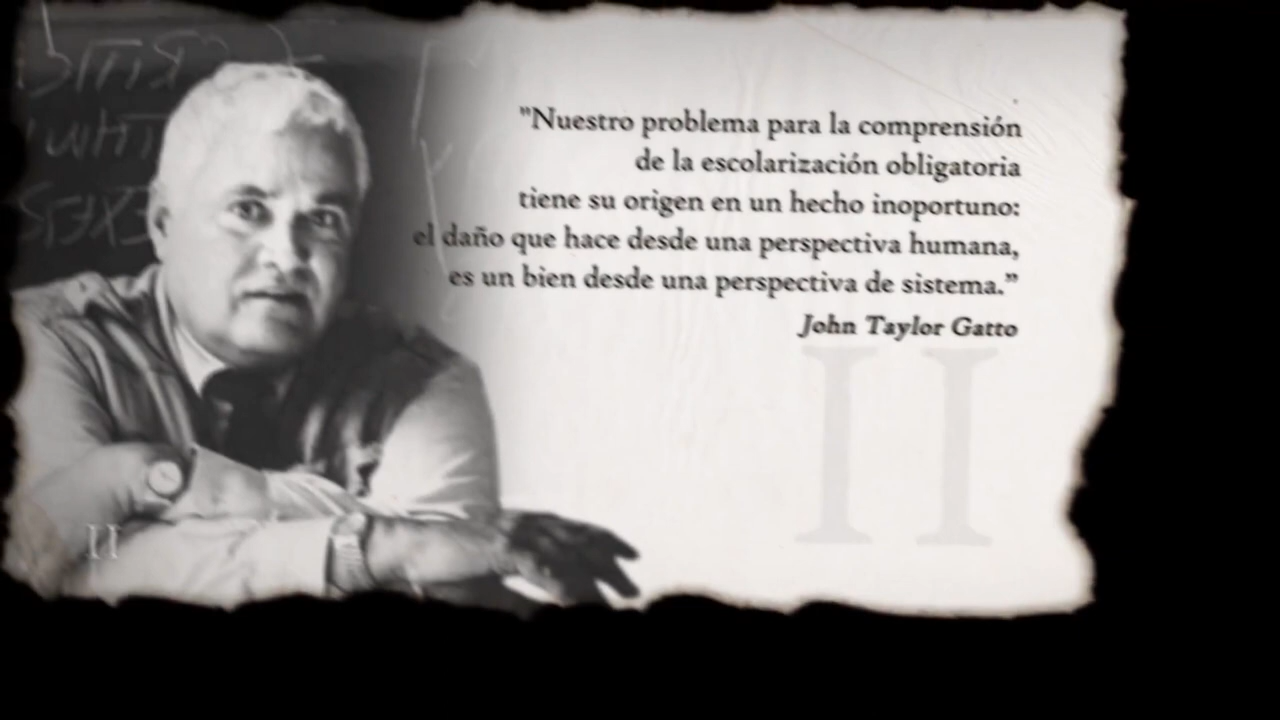 "Nuestro problema para la comprensión
de la escolarización obligatoria
tiene su origen en un hecho inoportuno:
el daño que hace desde una perspectiva humana,
es un bien desde una perspectiva de sistema.”
John Taylor Gatto
II
II